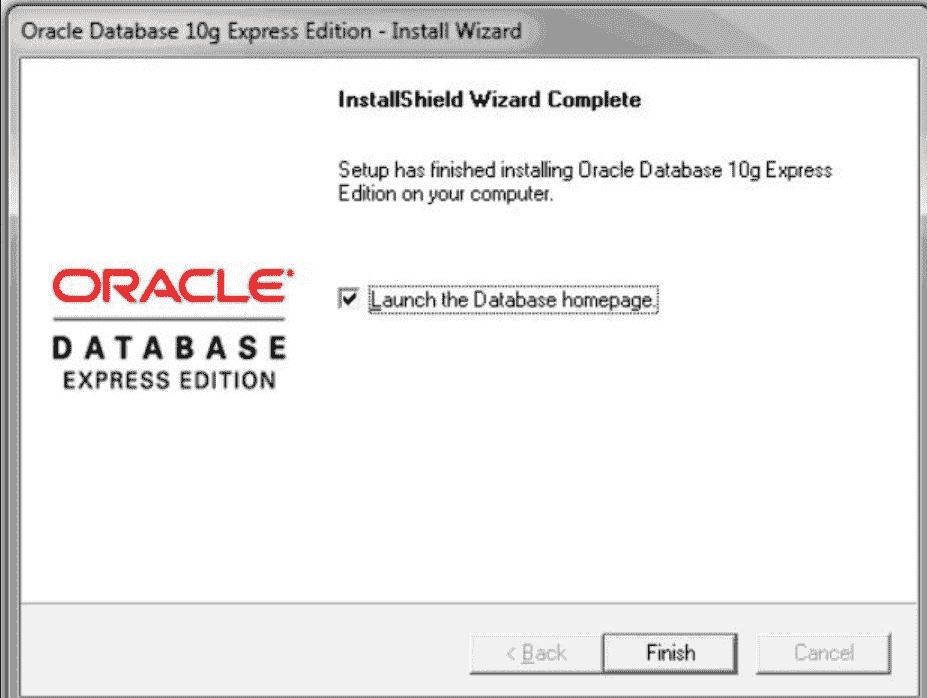 Oracle Database 10g Express Edition - Install Wizard
InstallShield Wizard Complete
Setup has finished installing Oracle Database 10g Express
Edition on your computer.
ORACLE
DATABASE
EXPRESS EDITION
Launch the Database homepage.
< Back
Finish
Cancel